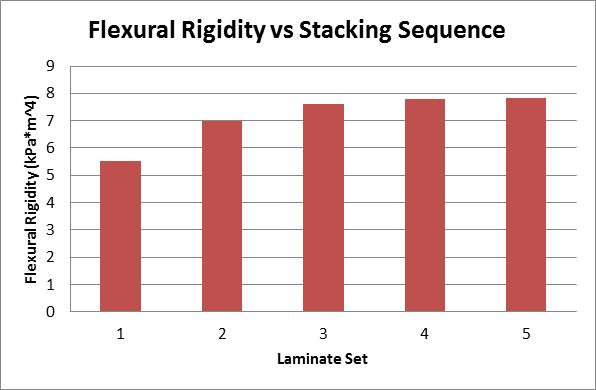 Flexural Rigidity vs Stacking Sequence
Flexural Rigidity (kPa*m^4)
9
8
7
6
5
4
3
2
1
0
1 2 3 4 5
Laminate Set